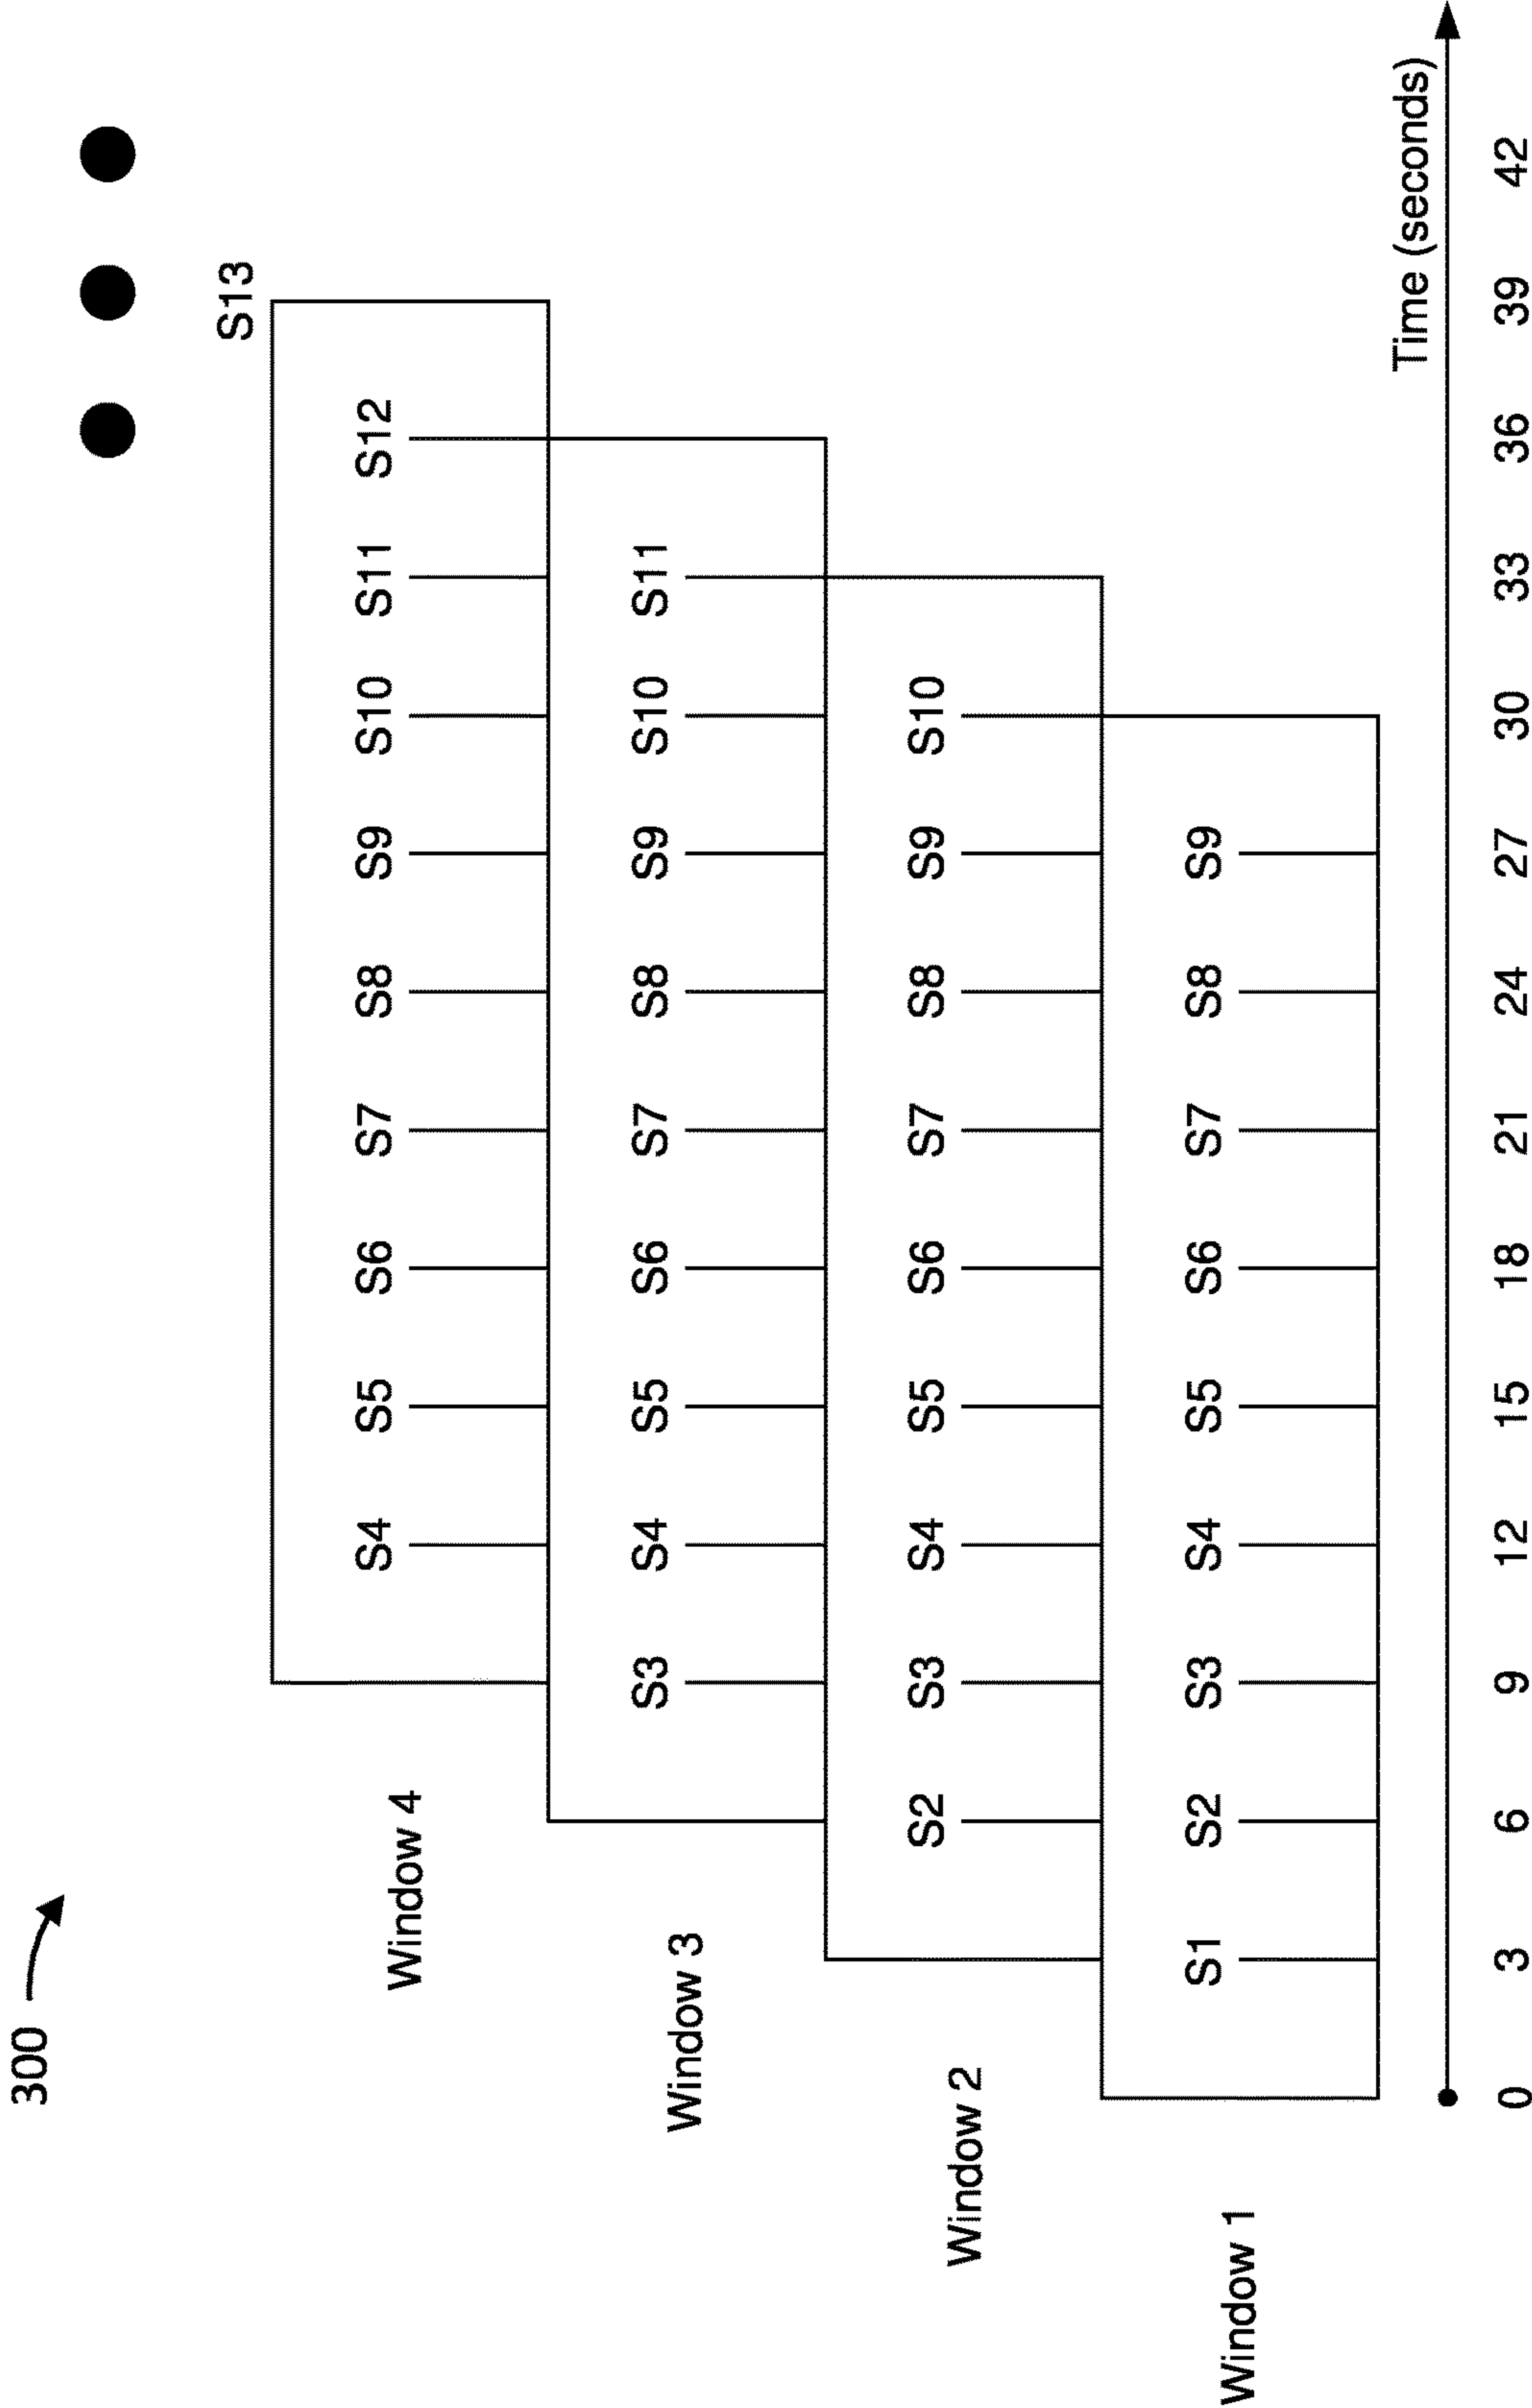 300
S13
Window 4
S4 S5 S6 S7 S8 S9 S10 S11 S12
Window 3
S3 S4 S5 S6 S7 S8 S9 S10 S11
Window 2
S2 S3 S4 S5 S6 S7 S8 S9 S10
Window 1
S1 S2 S3 S4 S5 S6 S7 S8 S9
Time (seconds)
0 3 6 9 12 15 18 21 24 27 30 33 36 39 42